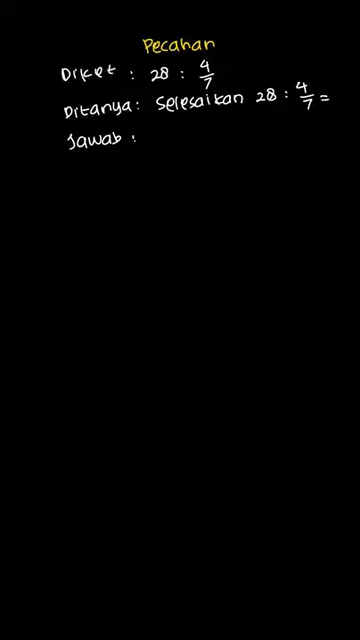 Pecahan
Diket : 28 : 4/7
Ditanya : Selesaikan 28 : 4/7 =
Jawab :